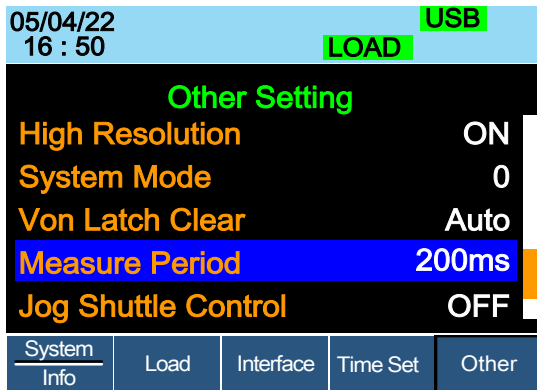 05/04/22 USB
16 : 50 LOAD
Other Setting
High Resolution ON
System Mode 0
Von Latch Clear Auto
Measure Period 200ms
Jog Shuttle Control OFF
System Info Load Interface Time Set Other